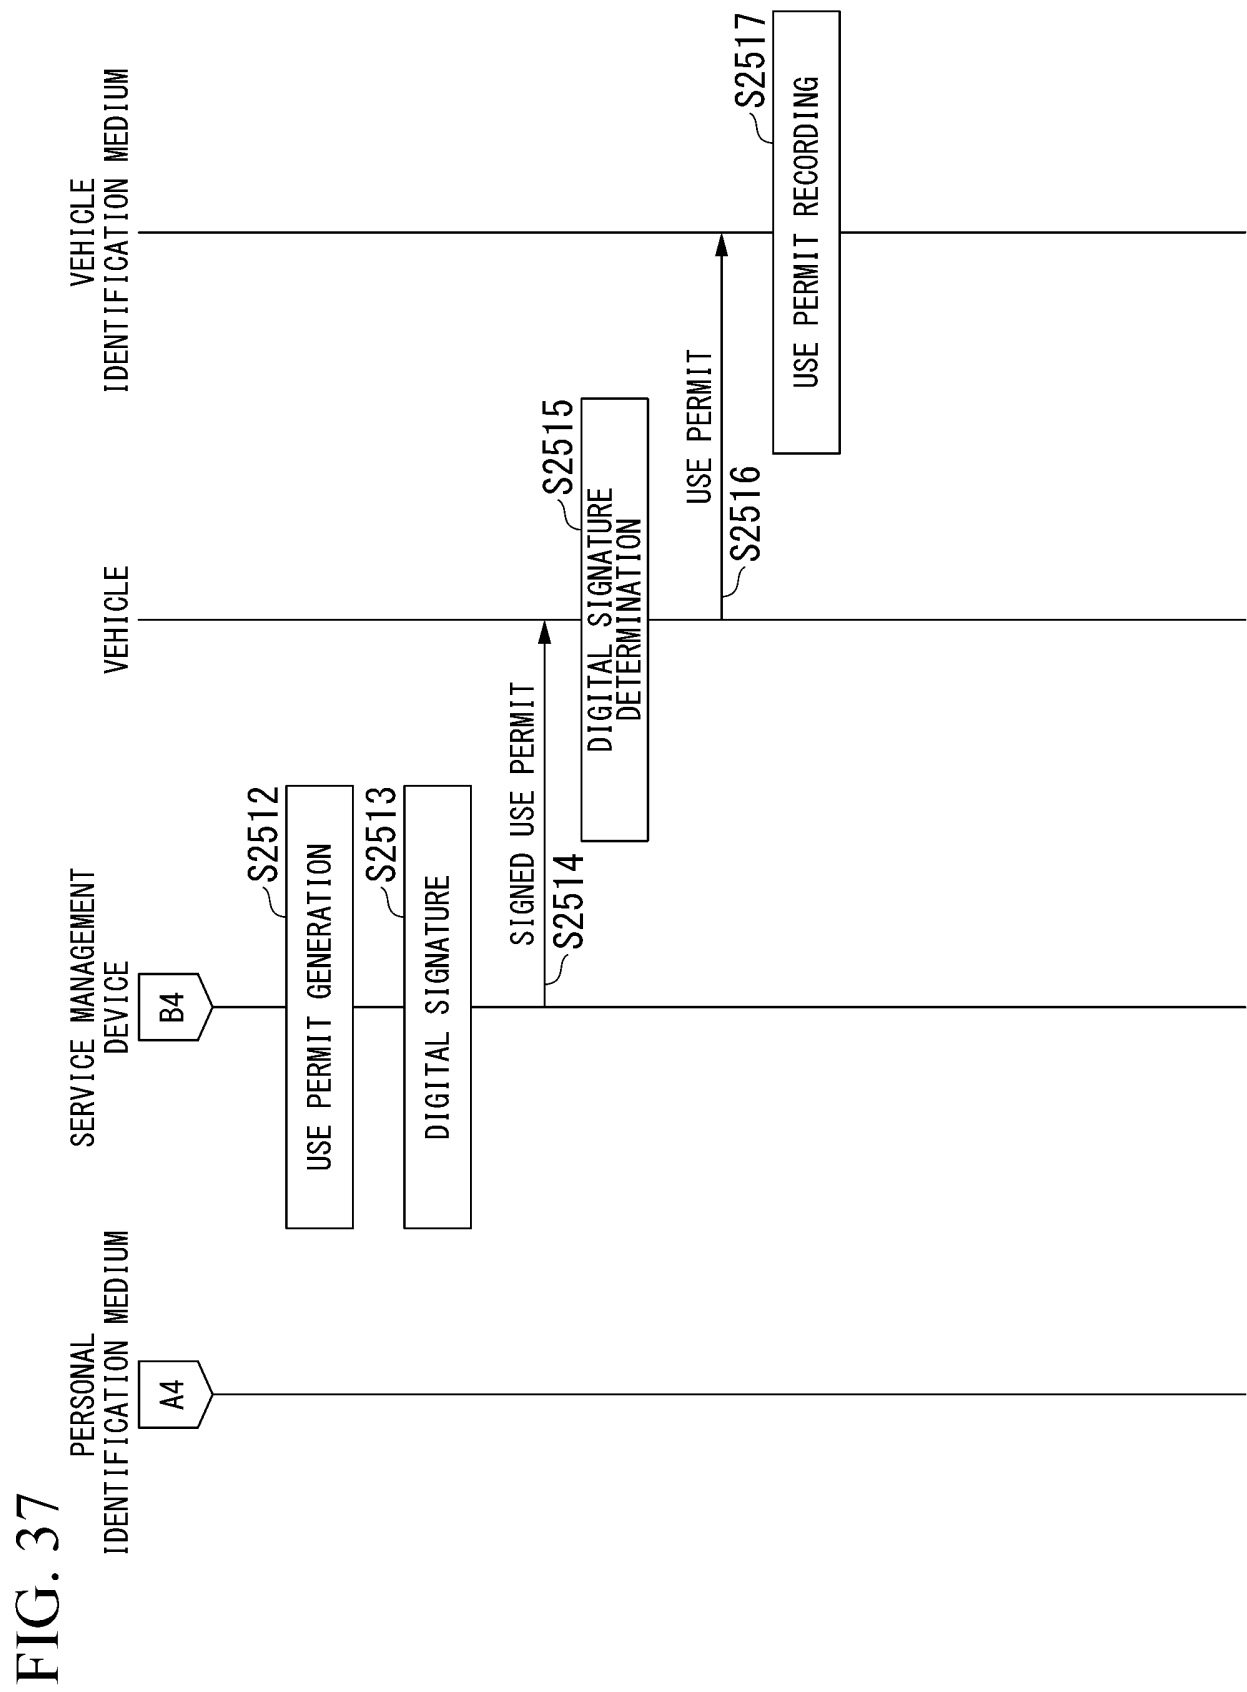 FIG. 37
PERSONAL
IDENTIFICATION MEDIUM
SERVICE MANAGEMENT
DEVICE
VEHICLE
VEHICLE
IDENTIFICATION MEDIUM
A4
B4
S2512
USE PERMIT GENERATION
S2513
DIGITAL SIGNATURE
SIGNED USE PERMIT
S2514
S2515
DIGITAL SIGNATURE
DETERMINATION
USE PERMIT
S2516
S2517
USE PERMIT RECORDING